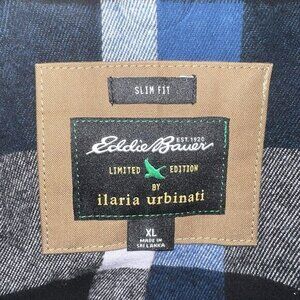 SLIM FIT
EST. 1920
Eddie Bauer
LIMITED EDITION
BY
ilaria urbinati
XL
MADE IN
SRI LANKA